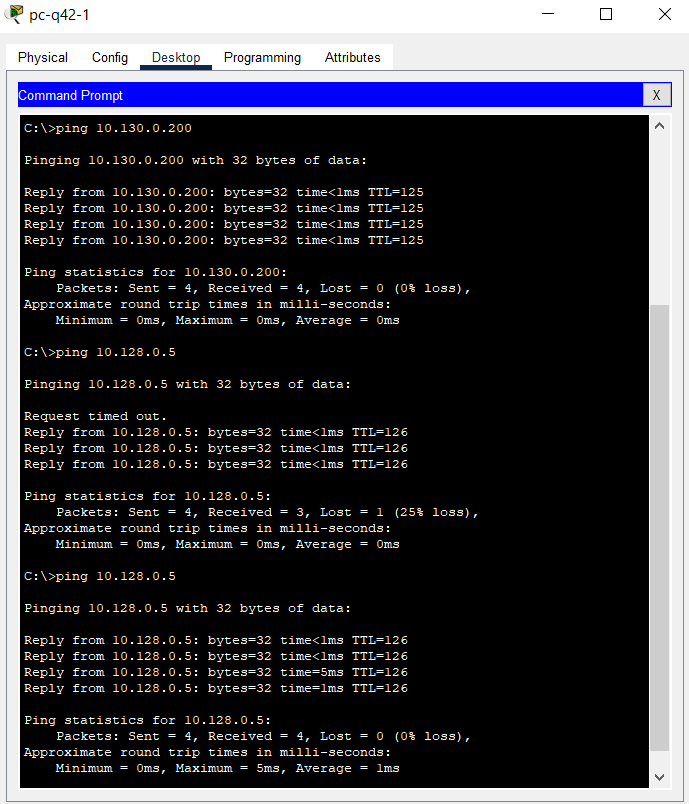 pc-q42-1
Physical Config Desktop Programming Attributes
Command Prompt X
C:\>ping 10.130.0.200
Pinging 10.130.0.200 with 32 bytes of data:
Reply from 10.130.0.200: bytes=32 time<1ms TTL=125
Reply from 10.130.0.200: bytes=32 time<1ms TTL=125
Reply from 10.130.0.200: bytes=32 time<1ms TTL=125
Reply from 10.130.0.200: bytes=32 time<1ms TTL=125
Ping statistics for 10.130.0.200:
    Packets: Sent = 4, Received = 4, Lost = 0 (0% loss),
Approximate round trip times in milli-seconds:
    Minimum = 0ms, Maximum = 0ms, Average = 0ms
C:\>ping 10.128.0.5
Pinging 10.128.0.5 with 32 bytes of data:
Request timed out.
Reply from 10.128.0.5: bytes=32 time<1ms TTL=126
Reply from 10.128.0.5: bytes=32 time<1ms TTL=126
Reply from 10.128.0.5: bytes=32 time<1ms TTL=126
Ping statistics for 10.128.0.5:
    Packets: Sent = 4, Received = 3, Lost = 1 (25% loss),
Approximate round trip times in milli-seconds:
    Minimum = 0ms, Maximum = 0ms, Average = 0ms
C:\>ping 10.128.0.5
Pinging 10.128.0.5 with 32 bytes of data:
Reply from 10.128.0.5: bytes=32 time<1ms TTL=126
Reply from 10.128.0.5: bytes=32 time<1ms TTL=126
Reply from 10.128.0.5: bytes=32 time=5ms TTL=126
Reply from 10.128.0.5: bytes=32 time=1ms TTL=126
Ping statistics for 10.128.0.5:
    Packets: Sent = 4, Received = 4, Lost = 0 (0% loss),
Approximate round trip times in milli-seconds:
    Minimum = 0ms, Maximum = 5ms, Average = 1ms